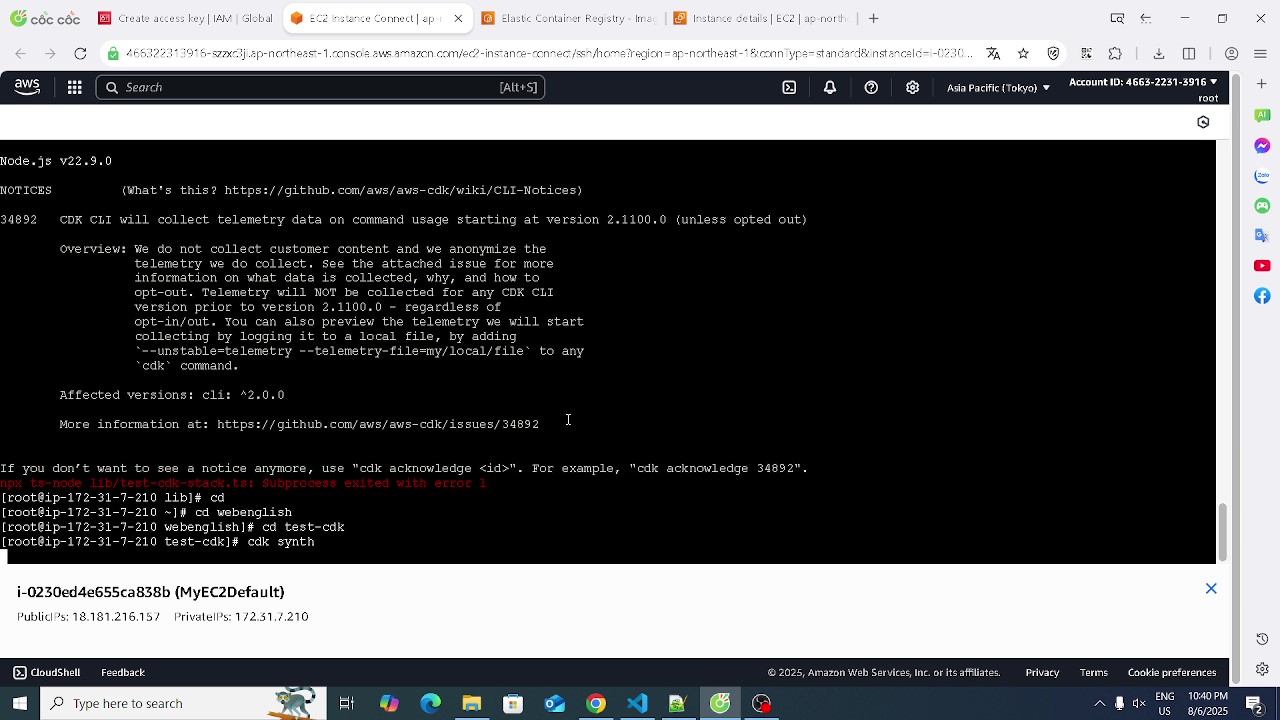 cốc cốc
Create access key | IAM | Global
EC2 Instance Connect | ap-r
Elastic Container Registry - Imag
Instance details | EC2 | ap-north
466322313916-szzxd3jo.ap-northeast-1.console.aws.amazon.com/ec2-instance-connect/ssh/home?region=ap-northeast-1&connType=standard&instanceId=i-0230...
aws
Search
[Alt+S]
Asia Pacific (Tokyo)
Account ID: 4663-2231-3916
root
Node.js v22.9.0
NOTICES (What's this? https://github.com/aws/aws-cdk/wiki/CLI-Notices)
34892 CDK CLI will collect telemetry data on command usage starting at version 2.1100.0 (unless opted out)
Overview: We do not collect customer content and we anonymize the
telemetry we do collect. See the attached issue for more
information on what data is collected, why, and how to
opt-out. Telemetry will NOT be collected for any CDK CLI
version prior to version 2.1100.0 - regardless of
opt-in/out. You can also preview the telemetry we will start
collecting by logging it to a local file, by adding
`--unstable=telemetry --telemetry-file=my/local/file` to any
`cdk` command.
Affected versions: cli: ^2.0.0
More information at: https://github.com/aws/aws-cdk/issues/34892
If you don’t want to see a notice anymore, use "cdk acknowledge <id>". For example, "cdk acknowledge 34892".
npx ts-node lib/test-cdk-stack.ts: Subprocess exited with error 1
[root@ip-172-31-7-210 lib]# cd
[root@ip-172-31-7-210 ~]# cd webenglish
[root@ip-172-31-7-210 webenglish]# cd test-cdk
[root@ip-172-31-7-210 test-cdk]# cdk synth
i-0230ed4e655ca838b (MyEC2Default)
PublicIPs: 18.181.216.157 PrivateIPs: 172.31.7.210
CloudShell
Feedback
© 2025, Amazon Web Services, Inc. or its affiliates.
Privacy
Terms
Cookie preferences
Type here to search
ENG
US
10:40 PM
8/6/2025
AI
Zalo
2